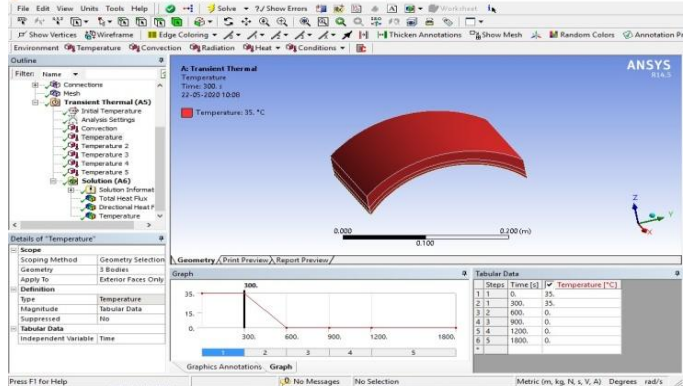 File Edit View Units Tools Help Solve ?/ Show Errors Worksheet
Show Vertices Wireframe Edge Coloring Thicken Annotations Show Mesh Random Colors Annotation Pr
Environment Temperature Convection Radiation Heat Conditions
Outline
Filter: Name
Connections
Mesh
Transient Thermal (A5)
Initial Temperature
Analysis Settings
Convection
Temperature
Temperature 2
Temperature 3
Temperature 4
Temperature 5
Solution (A6)
Solution Informat
Total Heat Flux
Directional Heat F
Temperature
A: Transient Thermal
Temperature
Time: 300. s
22-05-2020 10:08
Temperature: 35. °C
ANSYS
R14.5
Z
Y
X
0.000 0.200 (m)
0.100
Geometry Print Preview Report Preview
Details of "Temperature"
Scope
Scoping Method Geometry Selection
Geometry 3 Bodies
Apply To Exterior Faces Only
Definition
Type Temperature
Magnitude Tabular Data
Suppressed No
Tabular Data
Independent Variable Time
Graph
300.
35.
15.
0.
300. 600. 900. 1200. 1800.
1 2 3 4 5
Graphics Annotations Graph
Tabular Data
Steps Time [s] Temperature [°C]
1 1 0. 35.
2 1 300. 35.
3 2 600. 0.
4 3 900. 0.
5 4 1200. 0.
6 5 1800. 0.
*
Press F1 for Help No Messages No Selection Metric (m, kg, N, s, V, A) Degrees rad/s